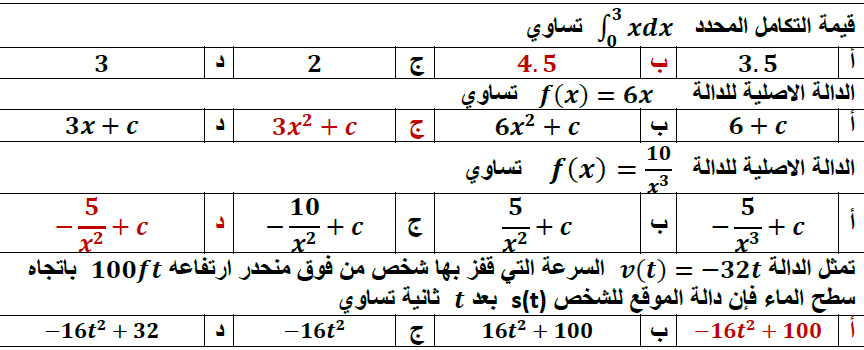 قيمة التكامل المحدد $\int_0^3 xdx$ تساوي
أ 3.5 ب 4.5 ج 2 د 3
الدالة الاصلية للدالة $f(x) = 6x$ تساوي
أ $6 + c$ ب $6x^2 + c$ ج $3x^2 + c$ د $3x + c$
الدالة الاصلية للدالة $f(x) = \frac{10}{x^3}$ تساوي
أ $-\frac{5}{x^3} + c$ ب $\frac{5}{x^2} + c$ ج $-\frac{10}{x^2} + c$ د $-\frac{5}{x^2} + c$
تمثل الدالة $v(t) = -32t$ السرعة التي قفز بها شخص من فوق منحدر ارتفاعه $100ft$ باتجاه
سطح الماء فإن دالة الموقع للشخص s(t) بعد $t$ ثانية تساوي
أ $-16t^2 + 100$ ب $16t^2 + 100$ ج $-16t^2$ د $-16t^2 + 32$